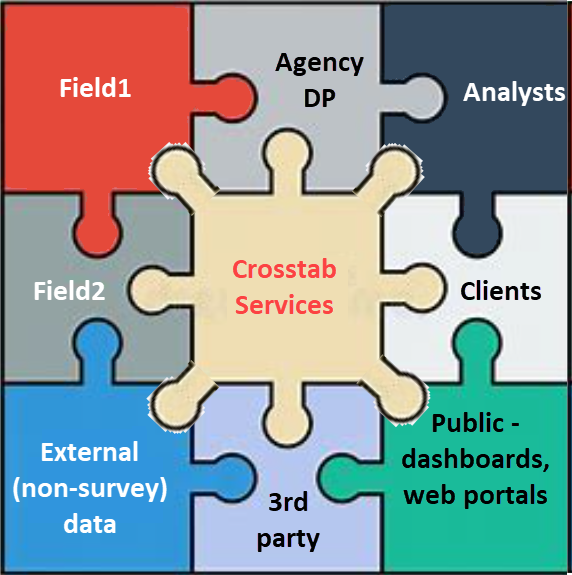 Field1
Agency
DP
Analysts
Field2
Crosstab
Services
Clients
External
(non-survey)
data
3rd
party
Public -
dashboards,
web portals